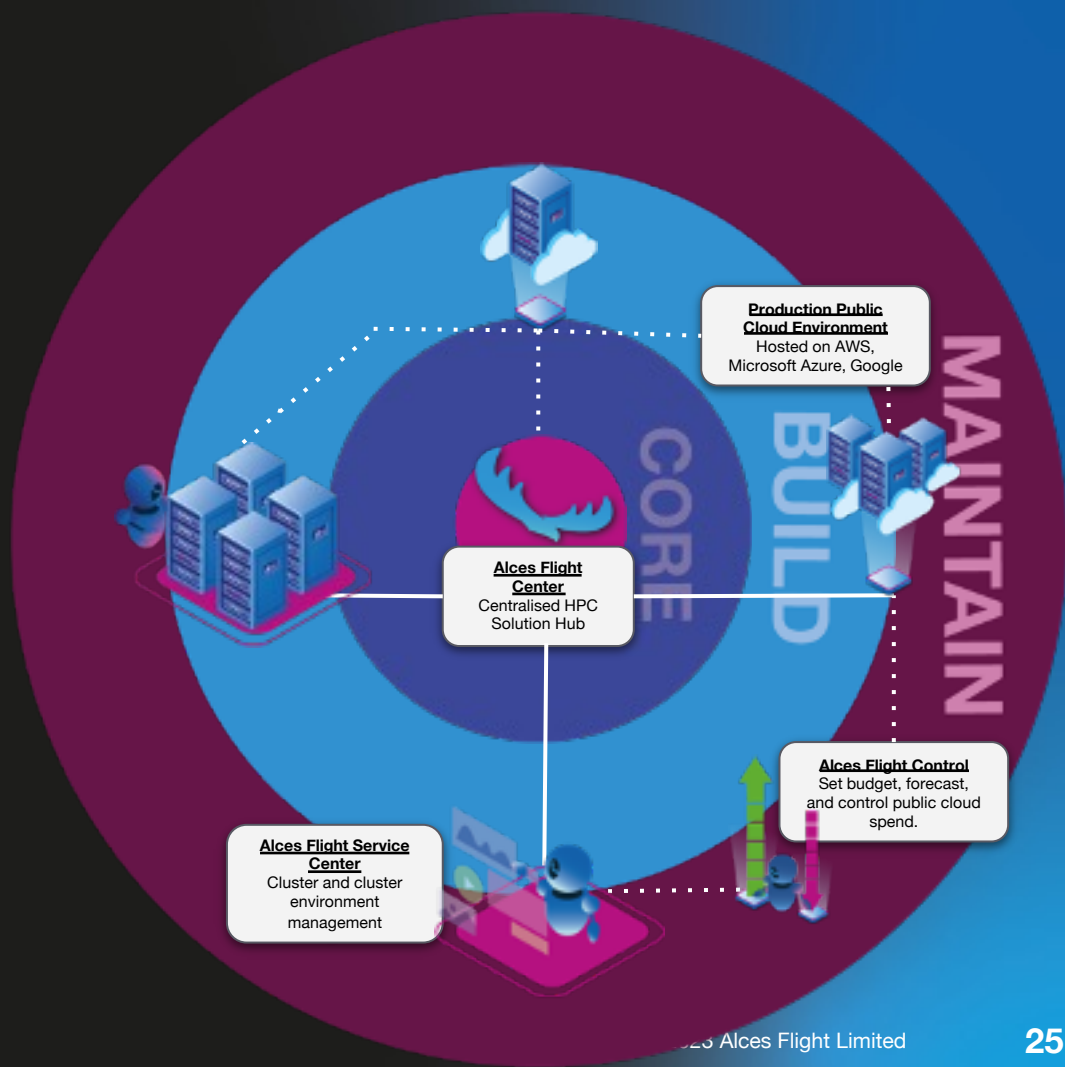 Production Public
Cloud Environment
Hosted on AWS,
Microsoft Azure, Google
MAINTAIN
BUILD
CORE
Alces Flight
Center
Centralised HPC
Solution Hub
Alces Flight Control
Set budget, forecast,
and control public cloud
spend.
Alces Flight Service
Center
Cluster and cluster
environment
management
Alces Flight Limited
25